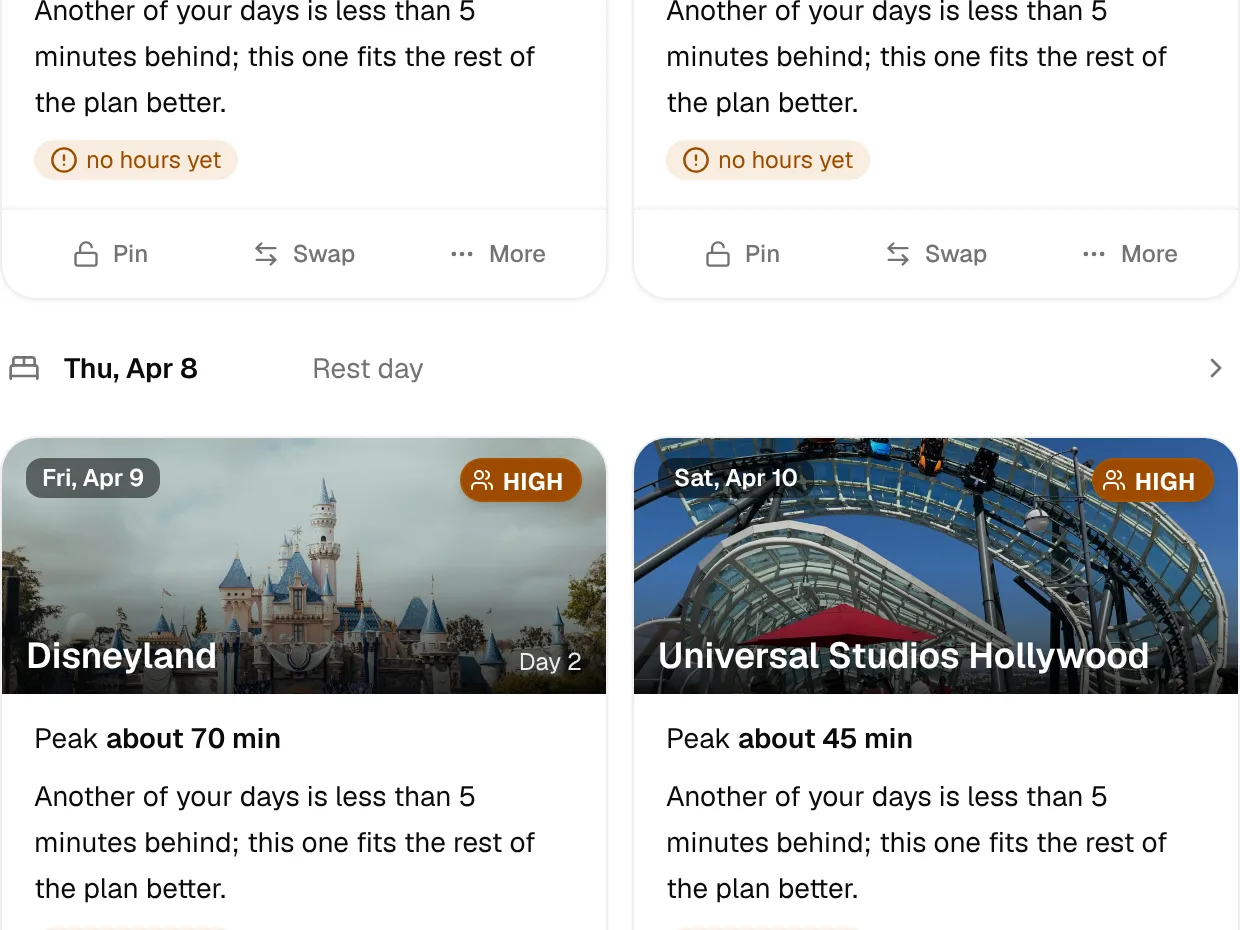 Another of your days is less than 5
minutes behind; this one fits the rest of
the plan better.
no hours yet
Pin Swap More
Another of your days is less than 5
minutes behind; this one fits the rest of
the plan better.
no hours yet
Pin Swap More
Thu, Apr 8 Rest day
Fri, Apr 9 HIGH
Disneyland Day 2
Peak about 70 min
Another of your days is less than 5
minutes behind; this one fits the rest of
the plan better.
Sat, Apr 10 HIGH
Universal Studios Hollywood
Peak about 45 min
Another of your days is less than 5
minutes behind; this one fits the rest of
the plan better.